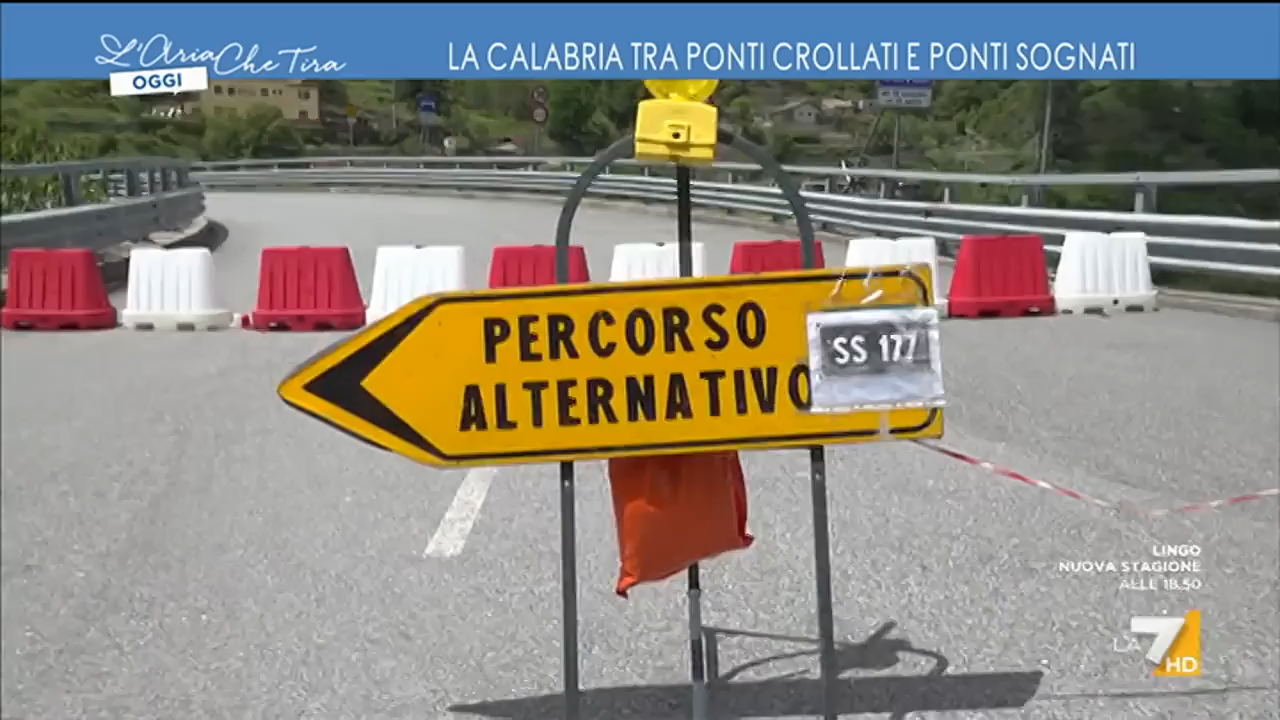 L'Aria Che Tira
OGGI
LA CALABRIA TRA PONTI CROLLATI E PONTI SOGNATI
PERCORSO
ALTERNATIVO
SS 177
LINGO
NUOVA STAGIONE
ALLE 18.50
LA7
HD